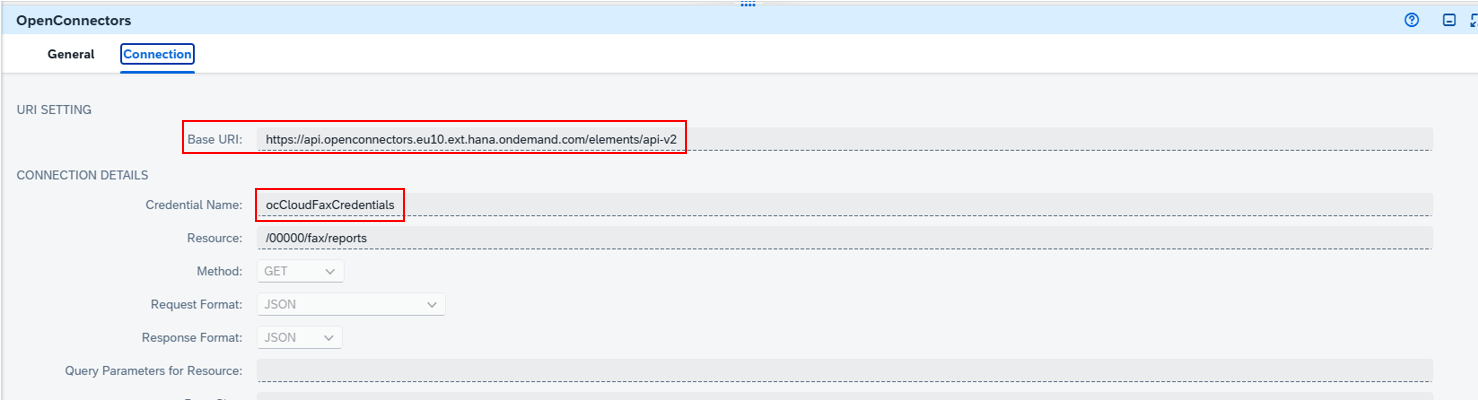 OpenConnectors
General Connection
URI SETTING
Base URI: https://api.openconnectors.eu10.ext.hana.ondemand.com/elements/api-v2
CONNECTION DETAILS
Credential Name: ocCloudFaxCredentials
Resource: /00000/fax/reports
Method: GET
Request Format: JSON
Response Format: JSON
Query Parameters for Resource: